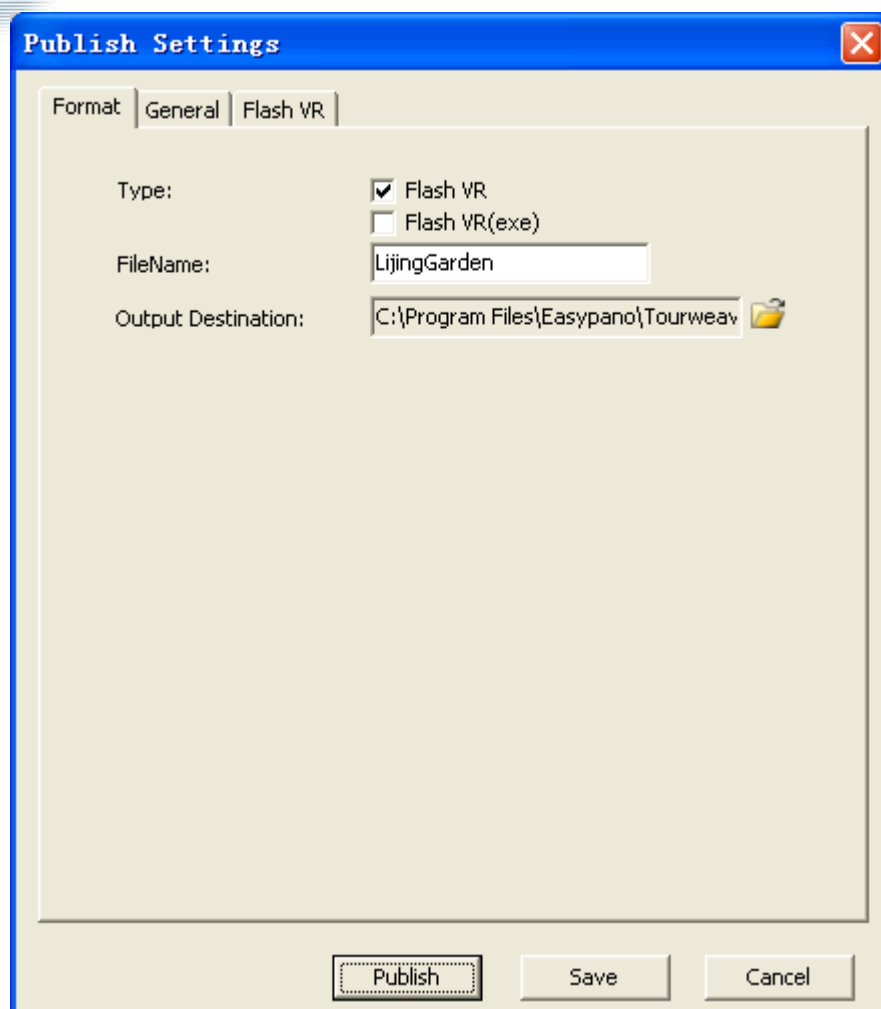 Publish Settings
Format General Flash VR
Type: Flash VR
Flash VR(exe)
FileName: LijingGarden
Output Destination: C:\Program Files\Easypano\Tourweav
Publish Save Cancel